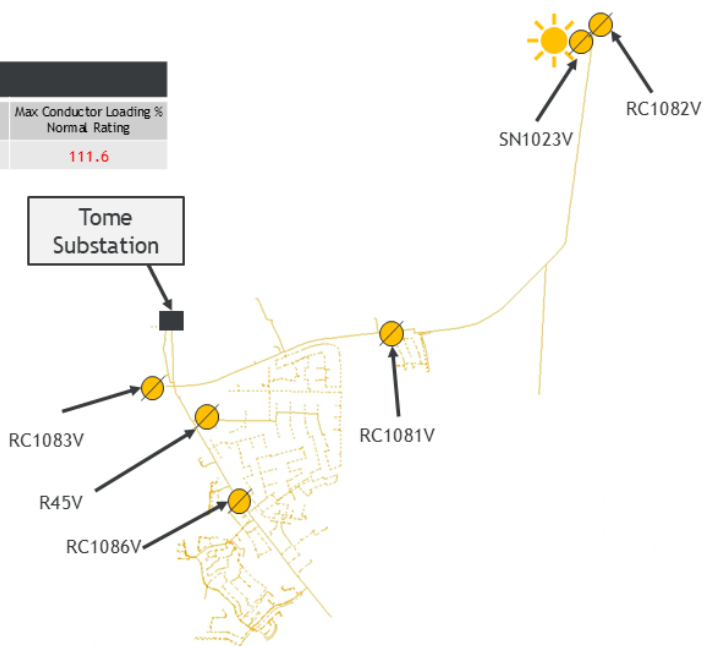 Max Conductor Loading %
Normal Rating
111.6
Tome
Substation
SN1023V
RC1082V
RC1083V
R45V
RC1081V
RC1086V